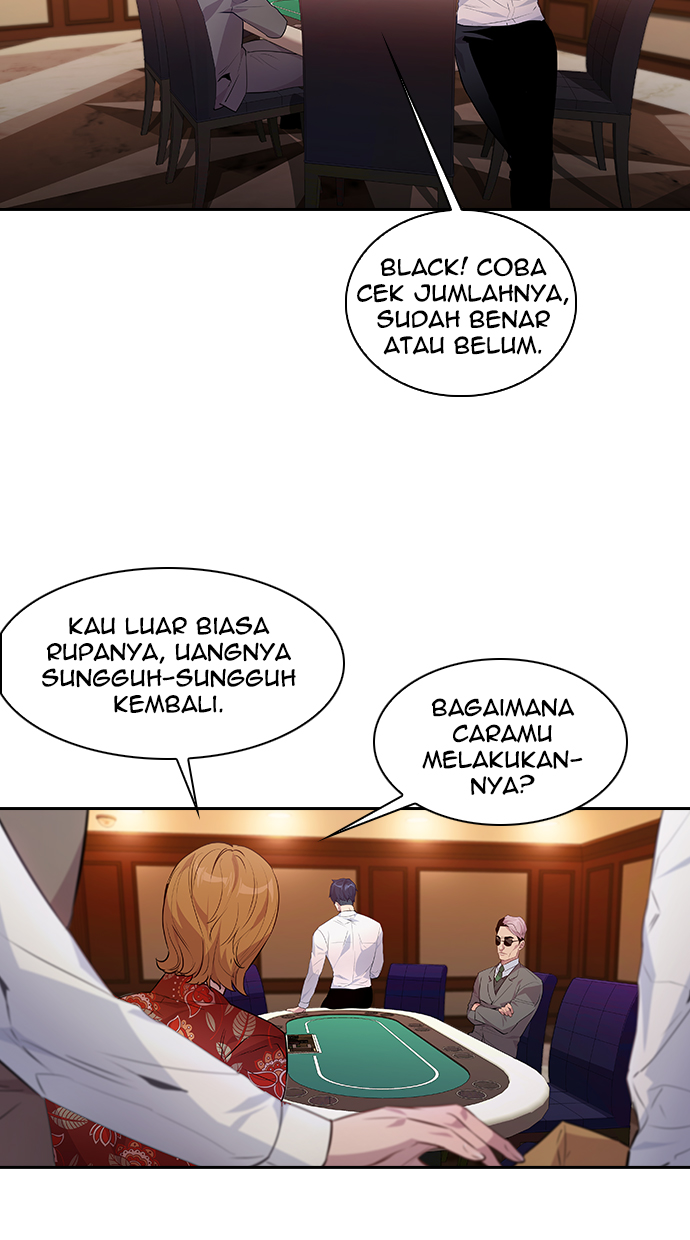 BLACK! COBA
CEK JUMLAHNYA,
SUDAH BENAR
ATAU BELUM.
KAU LUAR BIASA
RUPANYA, UANGNYA
SUNGGUH-SUNGGUH
KEMBALI.
BAGAIMANA
CARAMU
MELAKUKAN-
NYA?